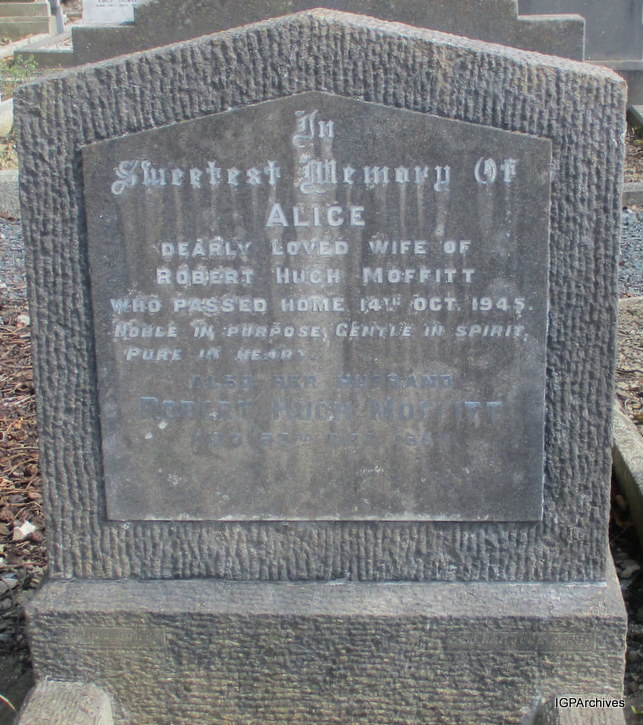 In
Sweetest Memory Of
ALICE
DEARLY LOVED WIFE OF
ROBERT HUGH MOFFITT
WHO PASSED HOME 14TH OCT. 1945.
NOBLE IN PURPOSE, GENTLE IN SPIRIT,
PURE IN HEART
ALSO HER HUSBAND
ROBERT HUGH MOFFITT
IGPArchives